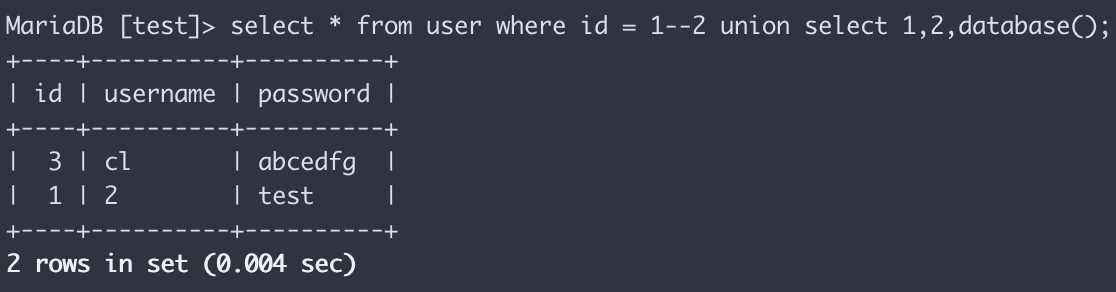 MariaDB [test]> select * from user where id = 1--2 union select 1,2,database();
+----+----------+----------+
| id | username | password |
+----+----------+----------+
|  3 | cl       | abcedfg  |
|  1 | 2        | test     |
+----+----------+----------+
2 rows in set (0.004 sec)